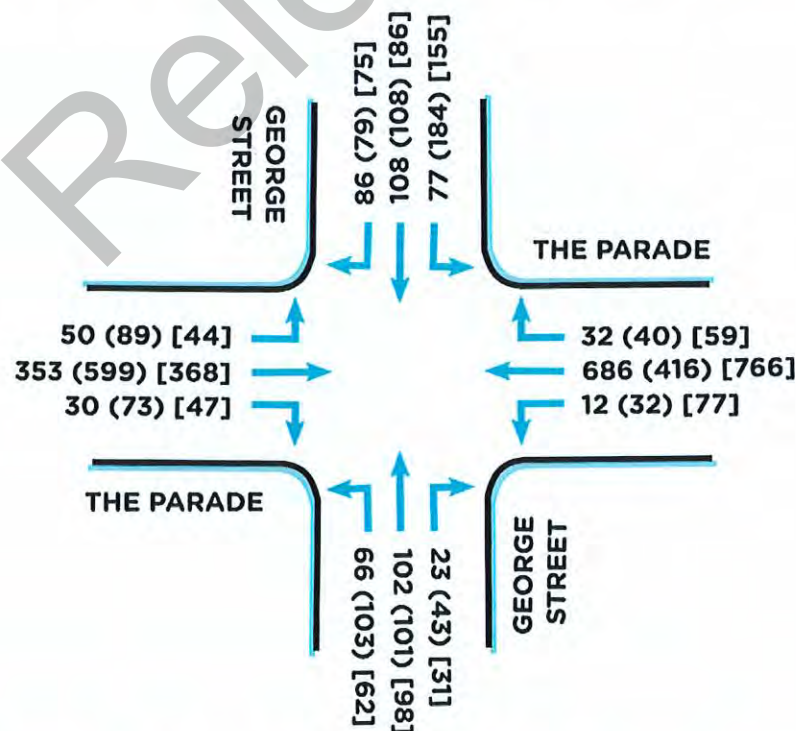 GEORGE
STREET
86 (79) [75]
108 (108) [86]
77 (184) [155]
THE PARADE
50 (89) [44]
353 (599) [368]
30 (73) [47]
32 (40) [59]
686 (416) [766]
12 (32) [77]
THE PARADE
66 (103) [62]
102 (101) [98]
23 (43) [31]
GEORGE
STREET